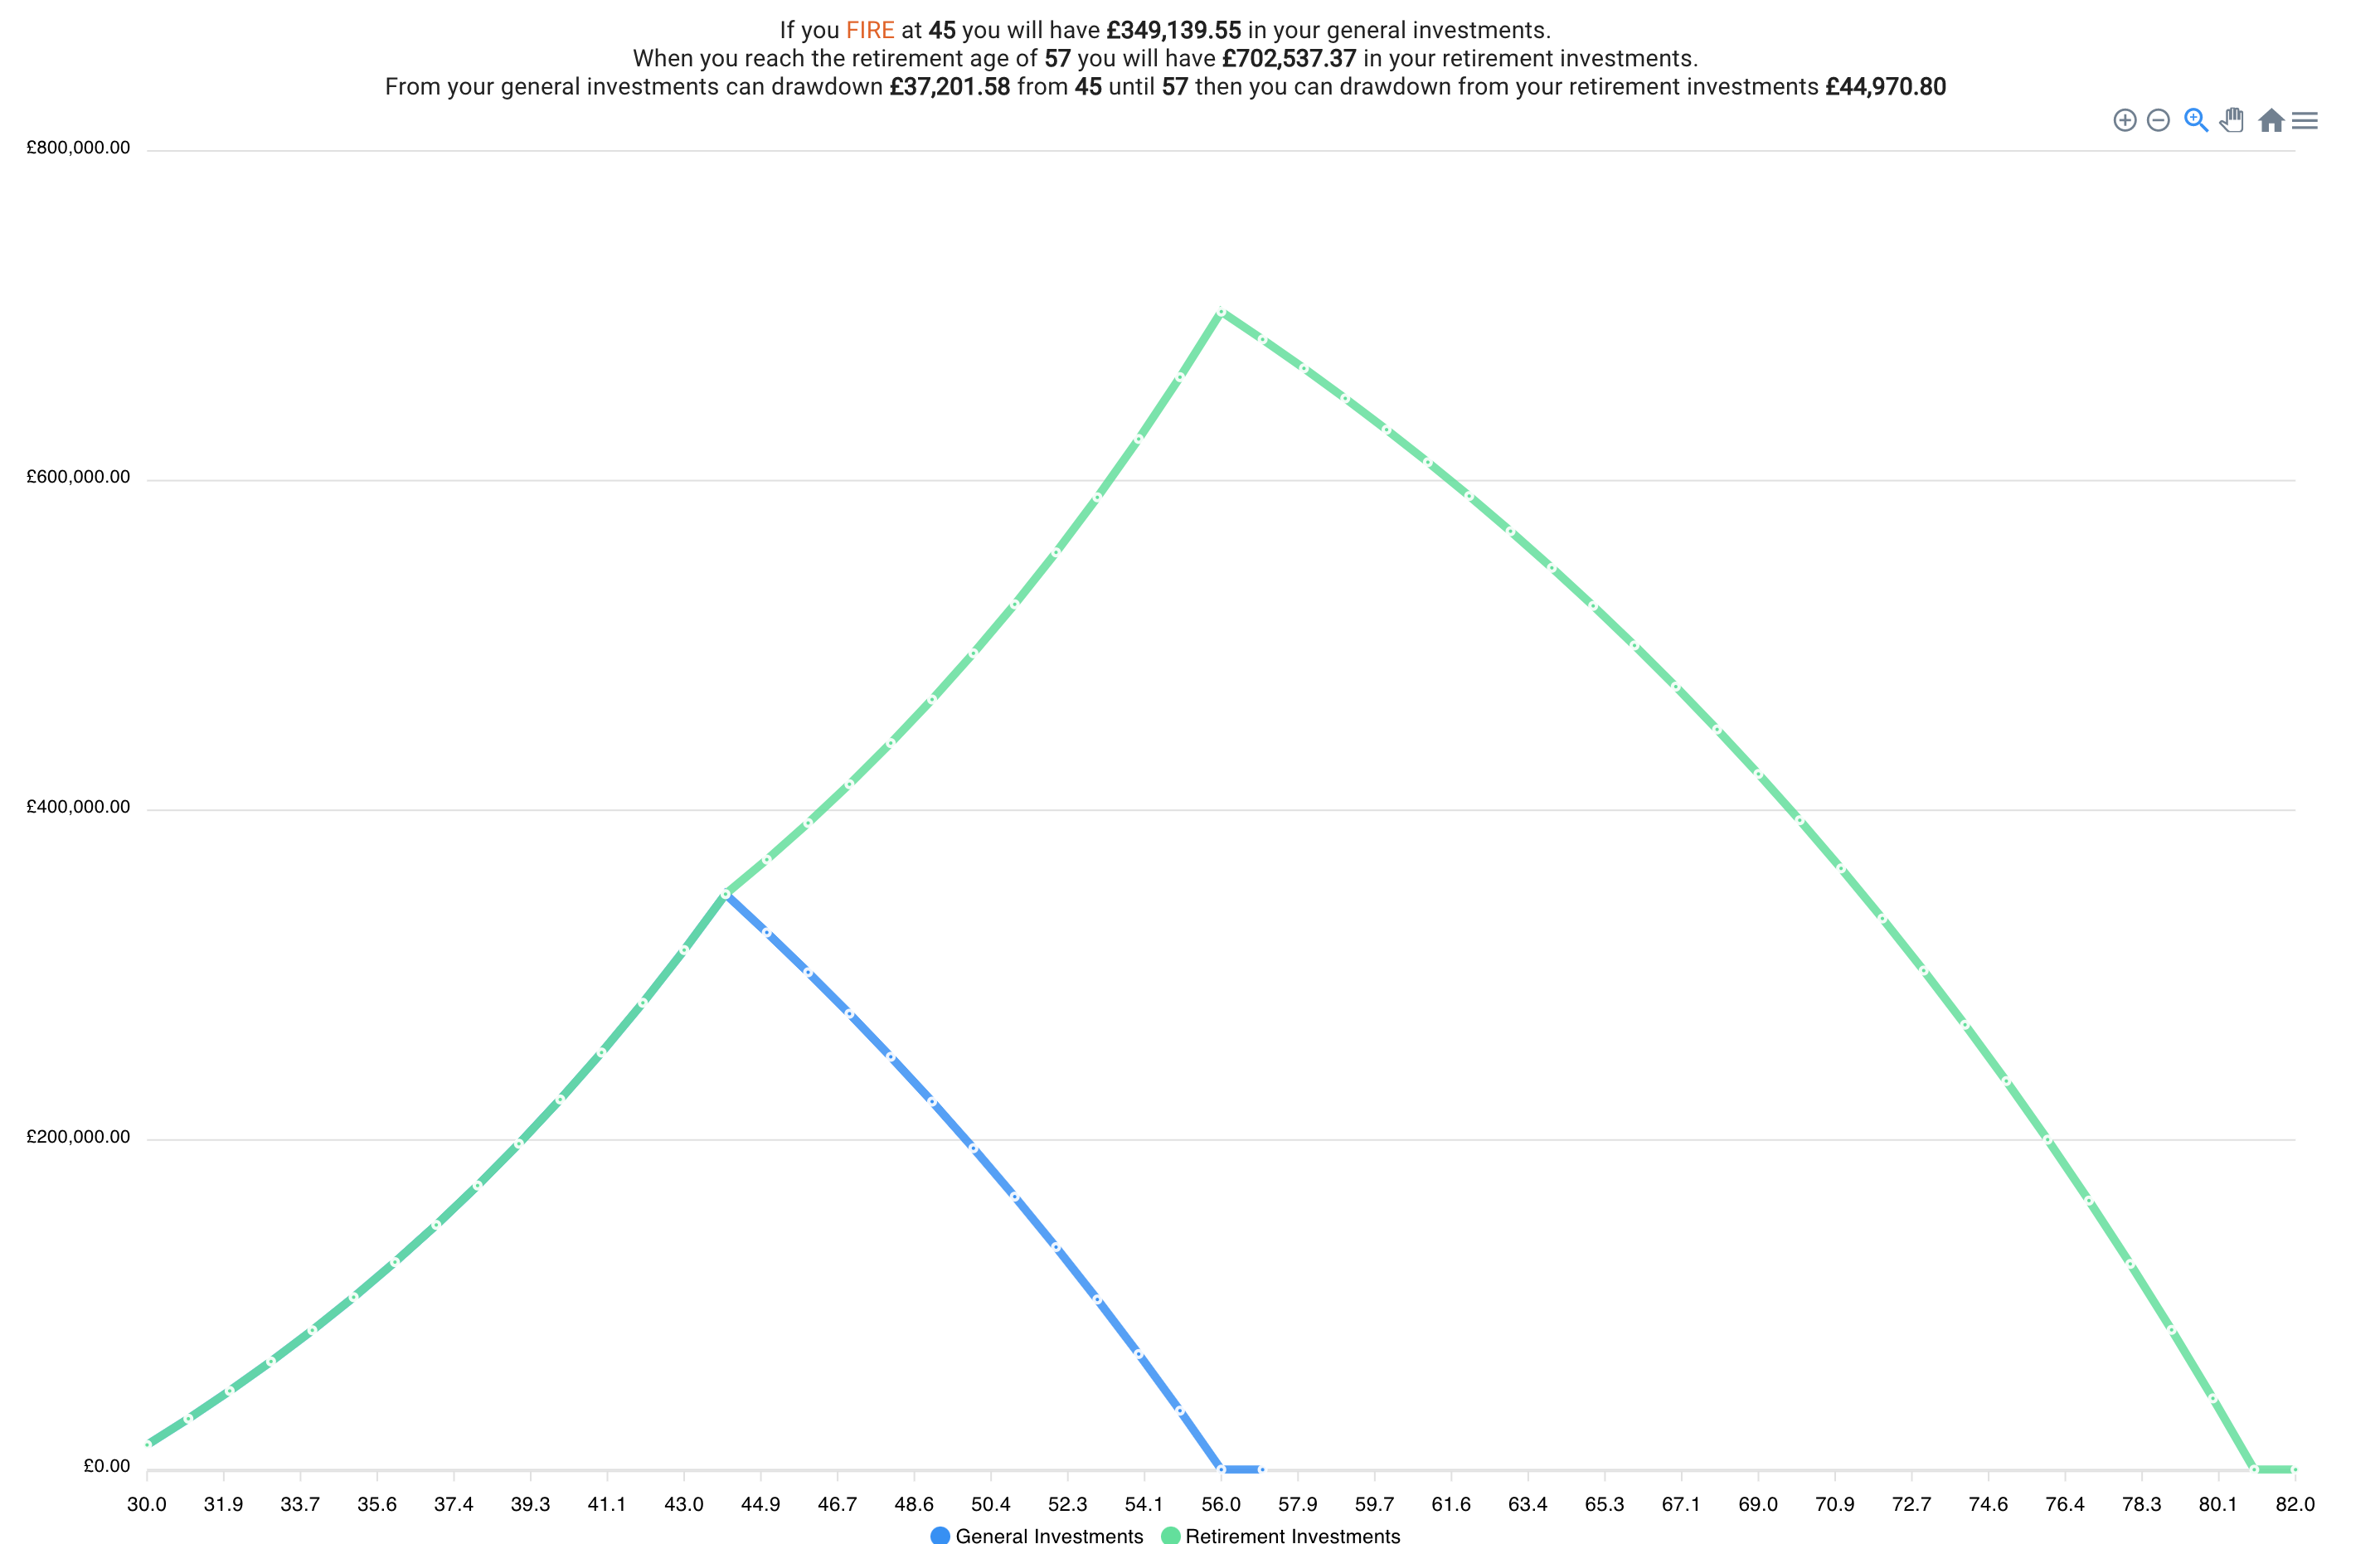 If you FIRE at 45 you will have £349,139.55 in your general investments.
When you reach the retirement age of 57 you will have £702,537.37 in your retirement investments.
From your general investments can drawdown £37,201.58 from 45 until 57 then you can drawdown from your retirement investments £44,970.80
£800,000.00
£600,000.00
£400,000.00
£200,000.00
£0.00
30.0 31.9 33.7 35.6 37.4 39.3 41.1 43.0 44.9 46.7 48.6 50.4 52.3 54.1 56.0 57.9 59.7 61.6 63.4 65.3 67.1 69.0 70.9 72.7 74.6 76.4 78.3 80.1 82.0
General Investments Retirement Investments